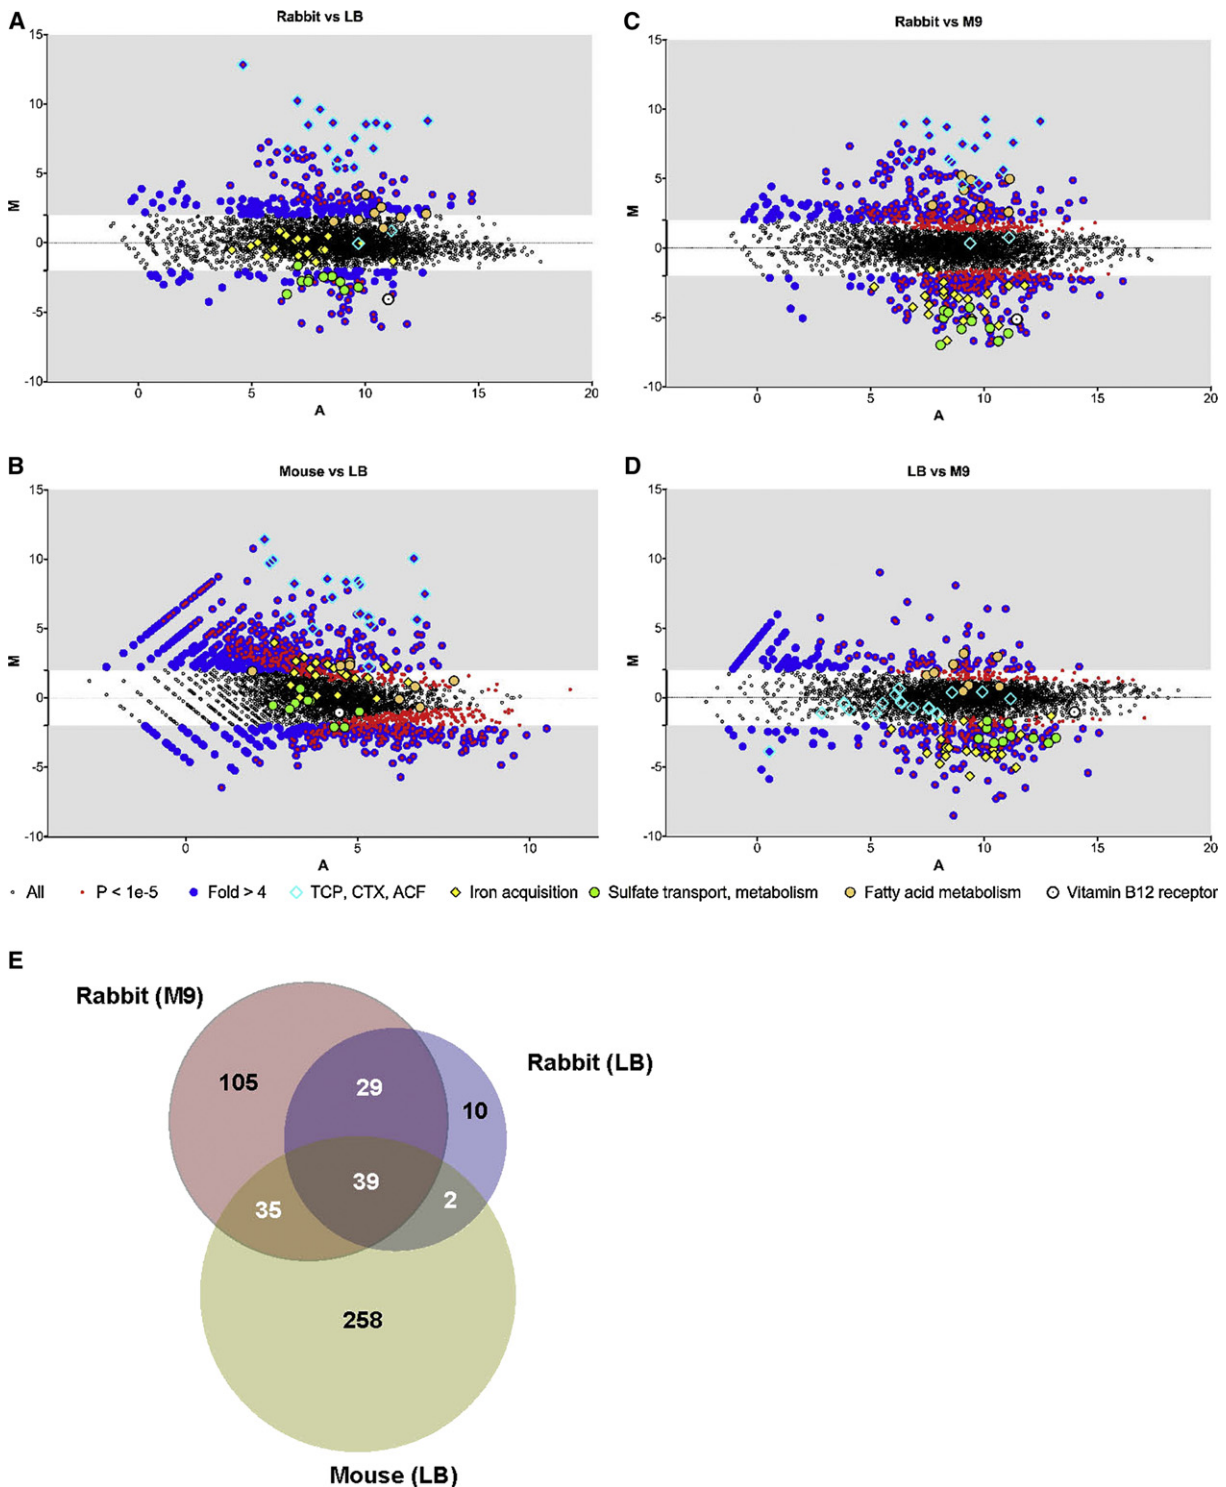 A
Rabbit vs LB
15
10
5
0
-5
-10
M
0 5 10 15 20
A
C
Rabbit vs M9
15
10
5
0
-5
-10
M
0 5 10 15 20
A
B
Mouse vs LB
15
10
5
0
-5
-10
M
0 5 10
A
D
LB vs M9
15
10
5
0
-5
-10
M
0 5 10 15 20
A
All P < 1e-5 Fold > 4 TCP, CTX, ACF Iron acquisition Sulfate transport, metabolism Fatty acid metabolism Vitamin B12 receptor
E
Rabbit (M9)
Rabbit (LB)
105
29
10
39
35
2
258
Mouse (LB)